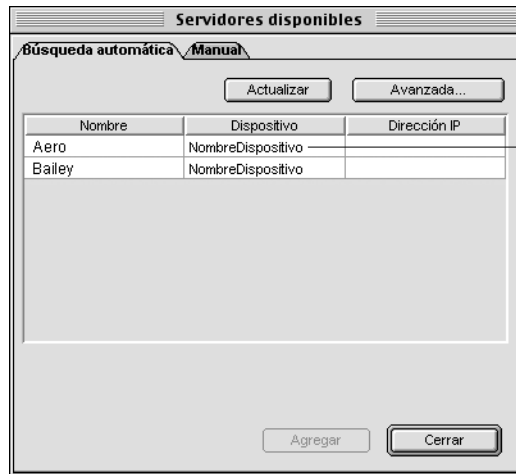 Servidores disponibles
Búsqueda automática Manual
Actualizar Avanzada...
Nombre Dispositivo Dirección IP
Aero NombreDispositivo
Bailey NombreDispositivo
Agregar Cerrar